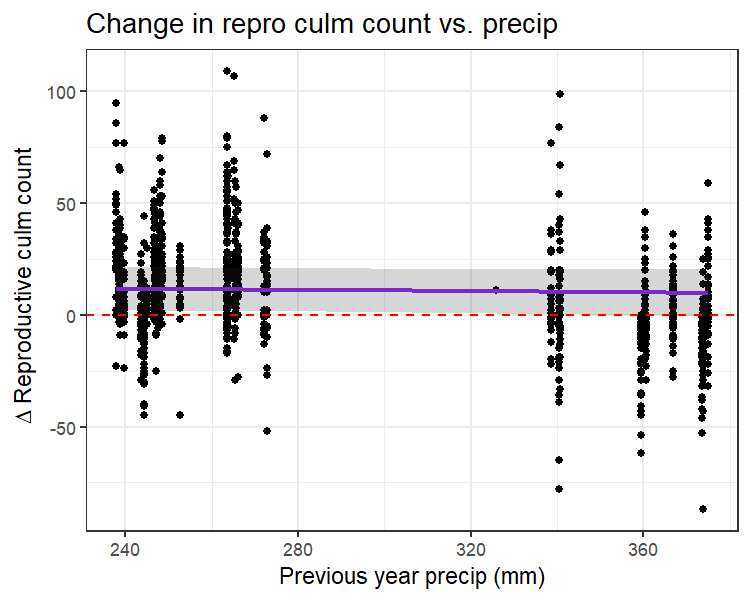 Change in repro culm count vs. precip
Δ Reproductive culm count
100
50
0
-50
240 280 320 360
Previous year precip (mm)